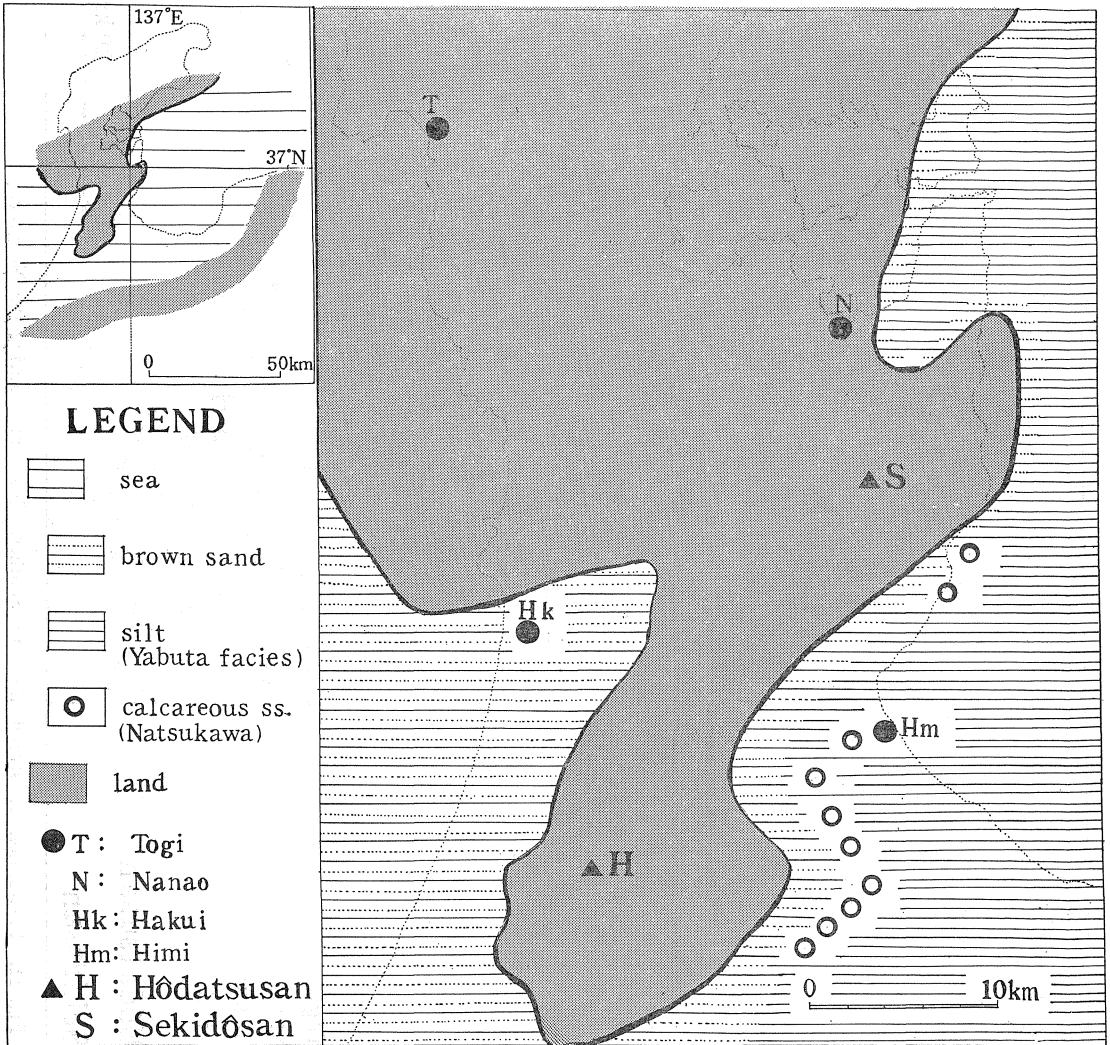 137°E
37°N
0 50km
LEGEND
sea
brown sand
silt
(Yabuta facies)
calcareous ss.
(Natsukawa)
land
T : Togi
N : Nanao
Hk : Hakui
Hm : Himi
H : Hôdatsusan
S : Sekidôsan
T
N
S
Hk
Hm
H
0 10km